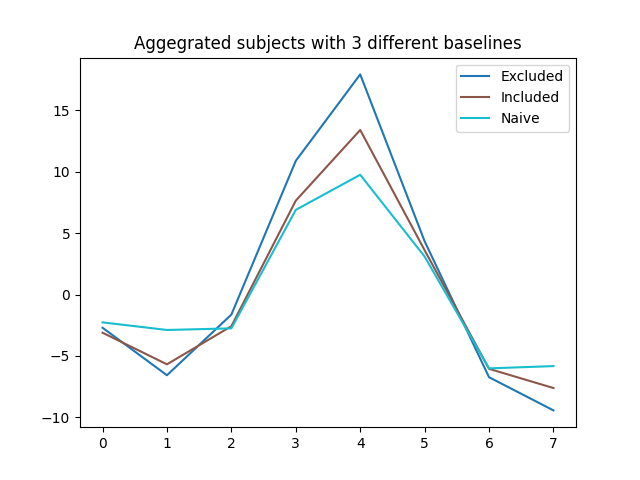 Aggegrated subjects with 3 different baselines
Excluded
Included
Naive
15
10
5
0
−5
−10
0 1 2 3 4 5 6 7